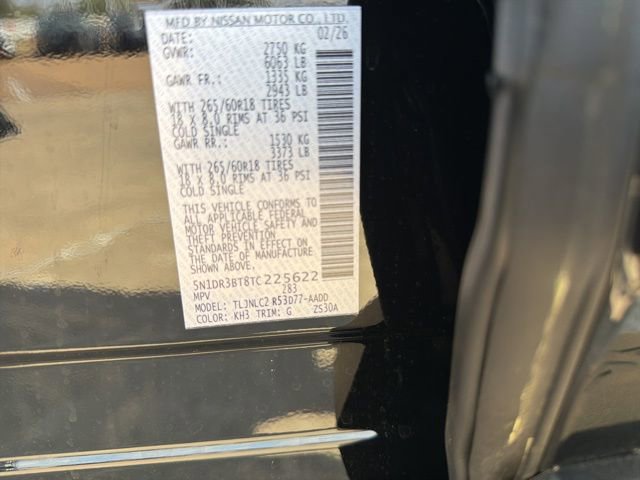 MFD BY NISSAN MOTOR CO., LTD.
DATE: 02/26
GVWR: 2750 KG
6063 LB
GAWR FR.: 1335 KG
2943 LB
WITH 265/60R18 TIRES
18 X 8.0 RIMS AT 36 PSI
COLD SINGLE
GAWR RR.: 1530 KG
3373 LB
WITH 265/60R18 TIRES
18 X 8.0 RIMS AT 36 PSI
COLD SINGLE
THIS VEHICLE CONFORMS TO
ALL APPLICABLE FEDERAL
MOTOR VEHICLE SAFETY AND
THEFT PREVENTION
STANDARDS IN EFFECT ON
THE DATE OF MANUFACTURE
SHOWN ABOVE.
5N1DR3BT8TC225622
MPV 283
MODEL: TLJNLC2 R53D77-AADD
COLOR: KH3 TRIM: G ZS30A